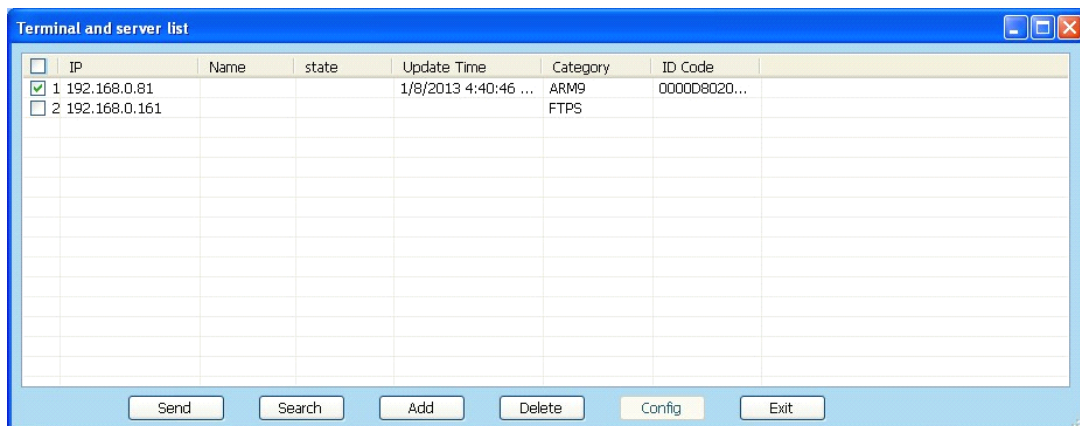 Terminal and server list
IP Name state Update Time Category ID Code
1 192.168.0.81 1/8/2013 4:40:46 ... ARM9 0000D8020...
2 192.168.0.161 FTPS
Send Search Add Delete Config Exit